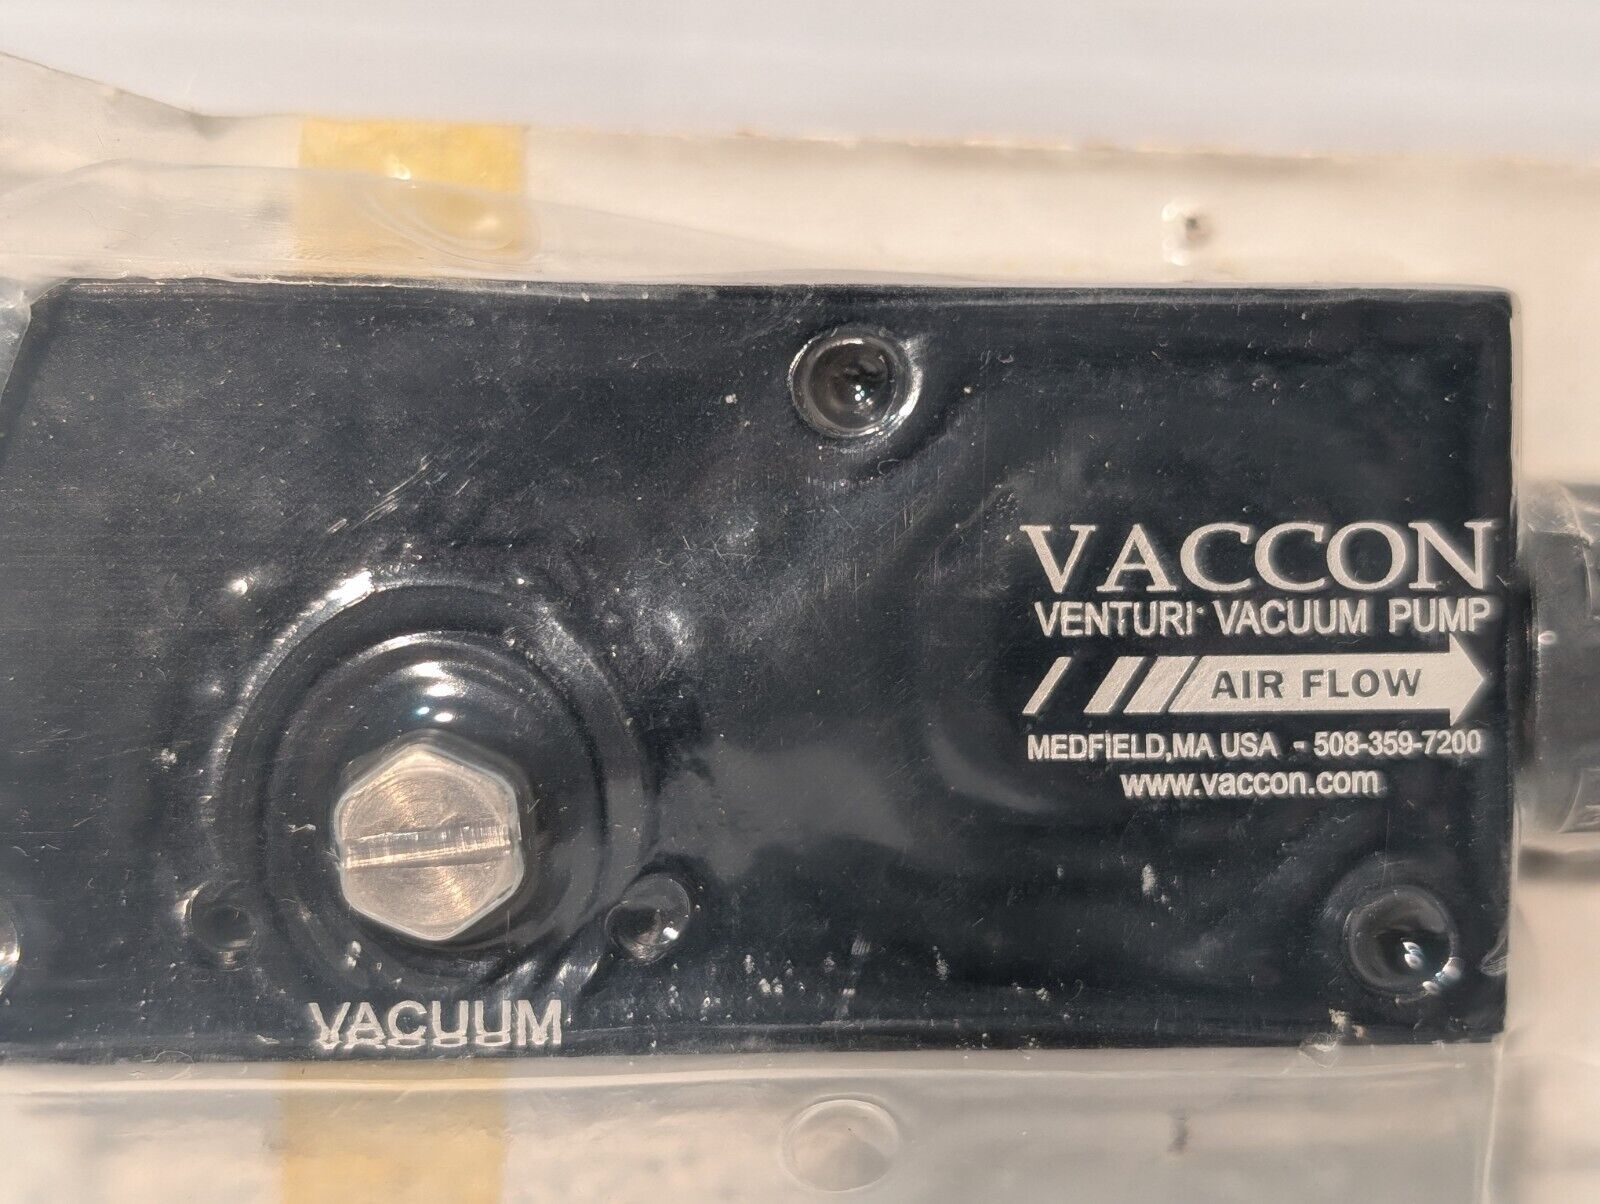 VACCON
VENTURI VACUUM PUMP
AIR FLOW
MEDFIELD,MA USA - 508-359-7200
www.vaccon.com
VACUUM